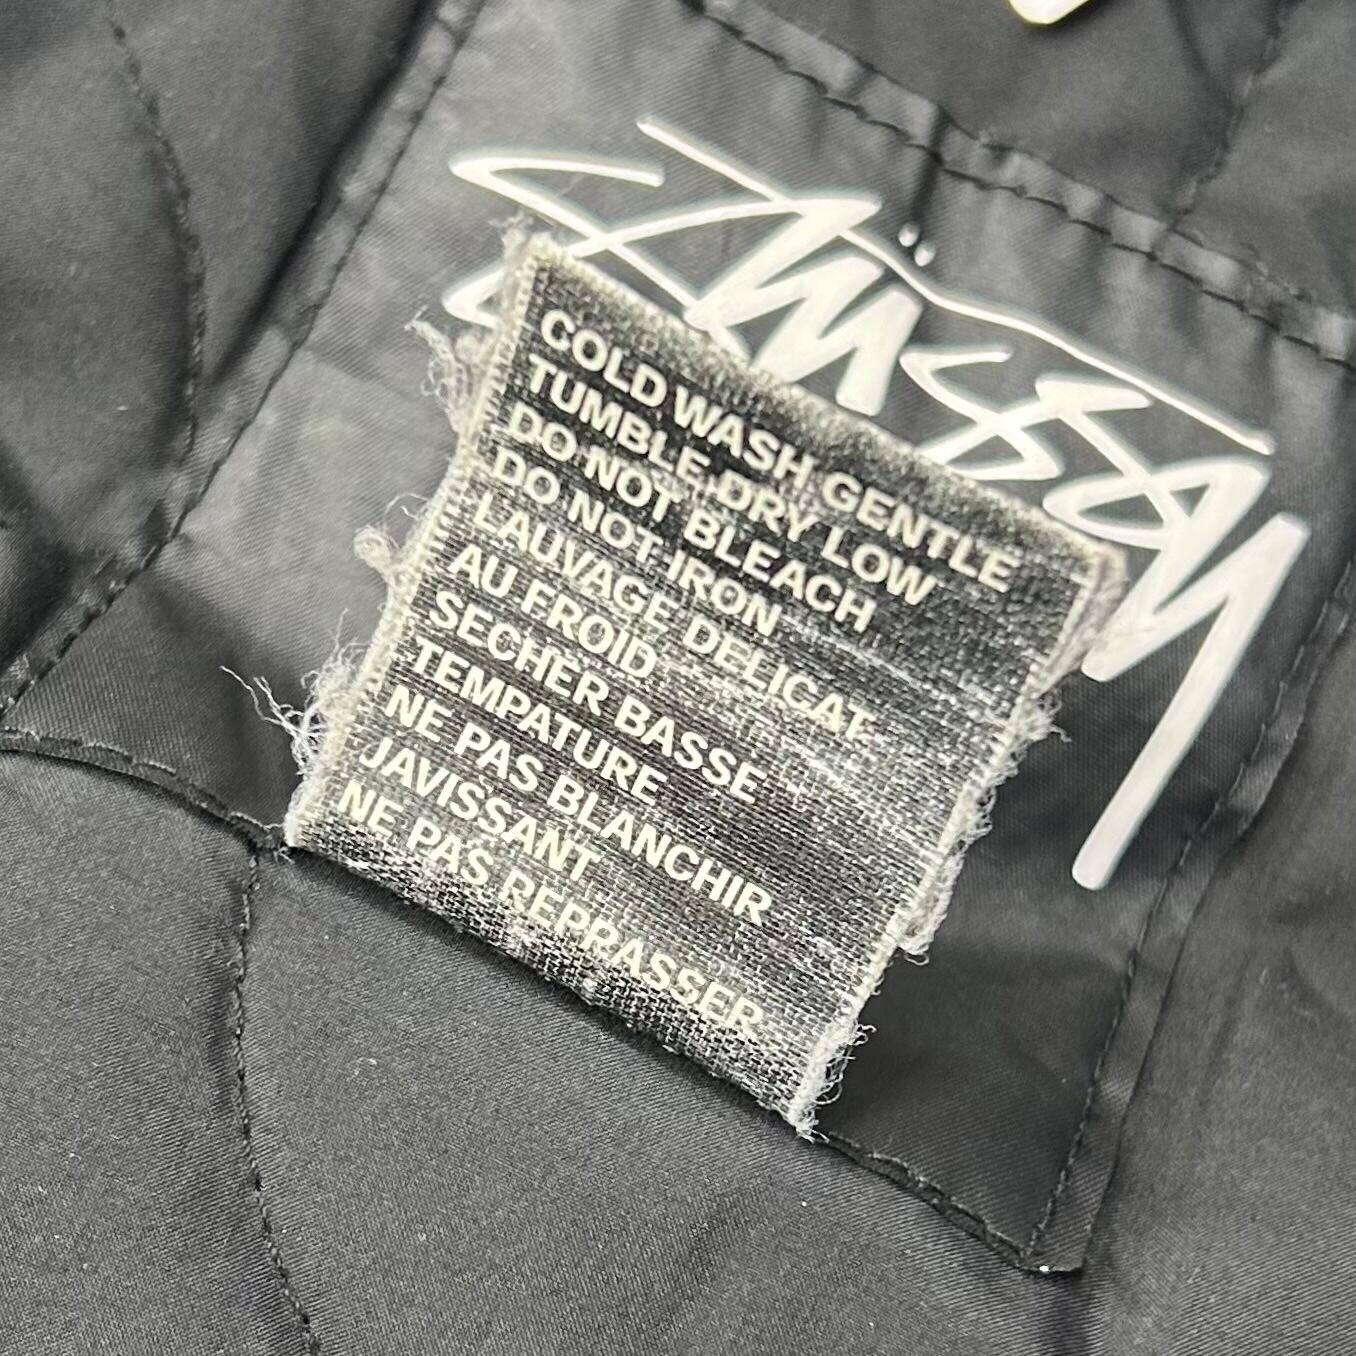 Stüssy
COLD WASH GENTLE
TUMBLE DRY LOW
DO NOT BLEACH
DO NOT IRON
LAUVAGE DELICAT
AU FROID
SECHER BASSE
TEMPATURE
NE PAS BLANCHIR
JAVISSANT
NE PAS REPRASSER